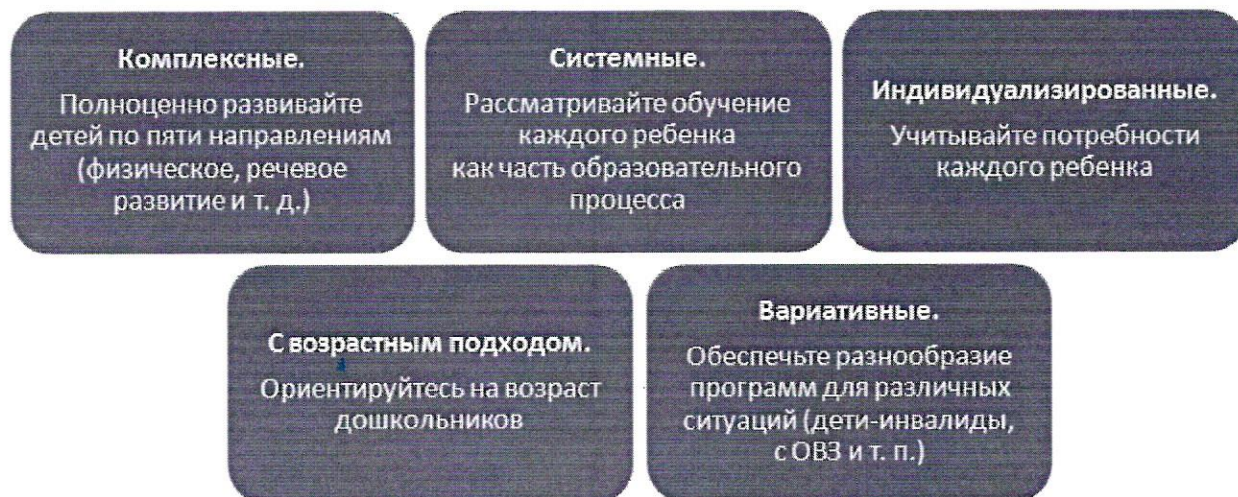 Комплексные.
Полноценно развивайте
детей по пяти направлениям
(физическое, речевое
развитие и т. д.)
Системные.
Рассматривайте обучение
каждого ребенка
как часть образовательного
процесса
Индивидуализированные.
Учитывайте потребности
каждого ребенка
С возрастным подходом.
Ориентируйтесь на возраст
дошкольников
Вариативные.
Обеспечьте разнообразие
программ для различных
ситуаций (дети-инвалиды,
с ОВЗ и т. п.)